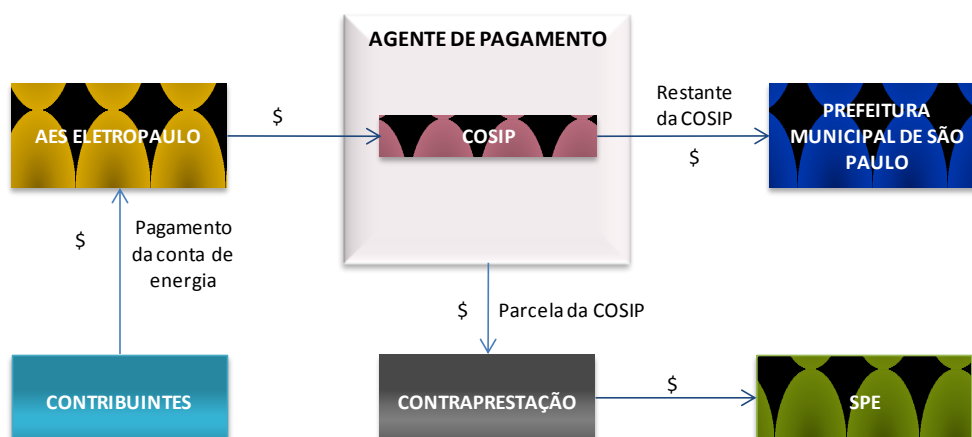 AGENTE DE PAGAMENTO
AES ELETROPAULO
$
COSIP
Restante
da COSIP
$
PREFEITURA
MUNICIPAL DE SÃO
PAULO
$
Pagamento
da conta de
energia
$
Parcela da COSIP
CONTRIBUINTES
CONTRAPRESTAÇÃO
$
SPE